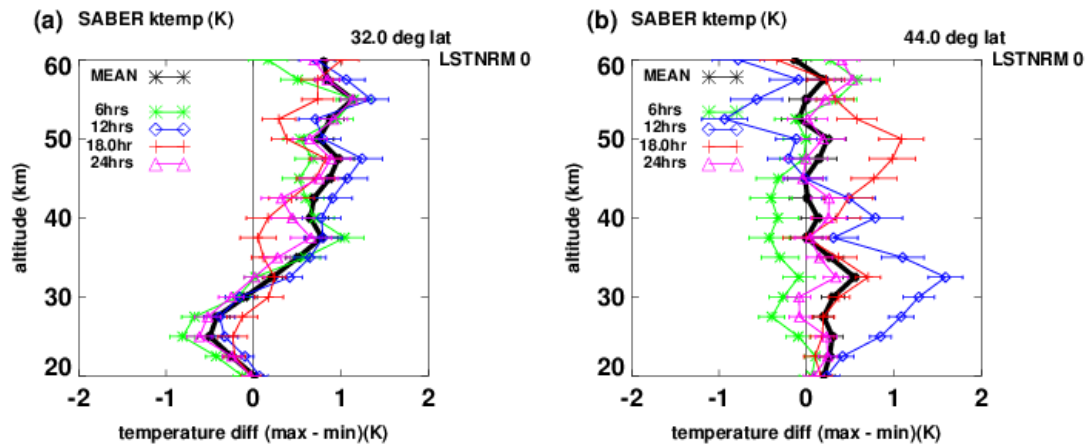 (a) SABER ktemp (K)
32.0 deg lat
LSTNRM 0
MEAN
6hrs
12hrs
18.0hr
24hrs
60
50
40
30
20
altitude (km)
-2 -1 0 1 2
temperature diff (max - min)(K)
(b) SABER ktemp (K)
44.0 deg lat
LSTNRM 0
MEAN
6hrs
12hrs
18.0hr
24hrs
60
50
40
30
20
altitude (km)
-2 -1 0 1 2
temperature diff (max - min)(K)